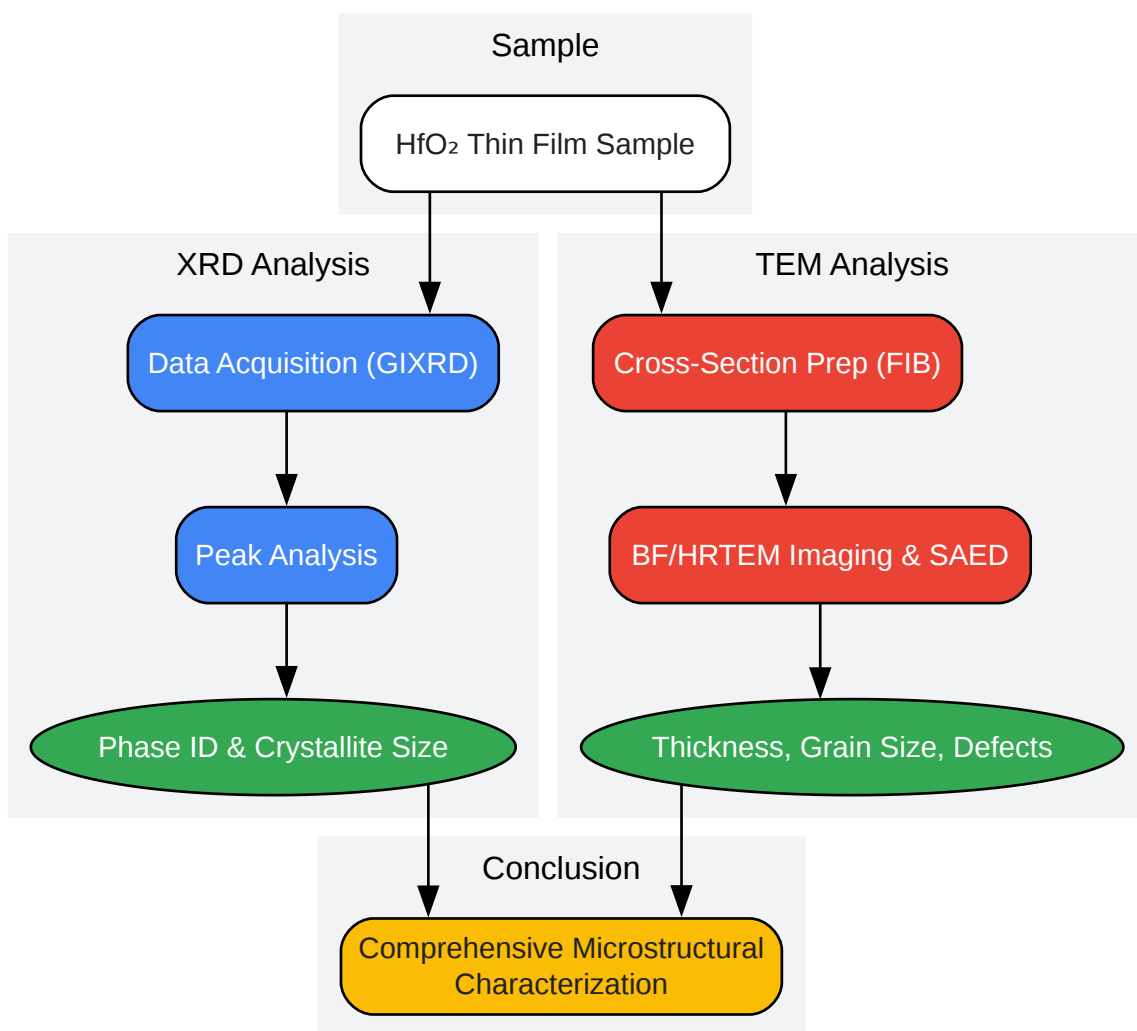 Sample
HfO₂ Thin Film Sample
XRD Analysis
Data Acquisition (GIXRD)
Peak Analysis
Phase ID & Crystallite Size
TEM Analysis
Cross-Section Prep (FIB)
BF/HRTEM Imaging & SAED
Thickness, Grain Size, Defects
Conclusion
Comprehensive Microstructural
Characterization